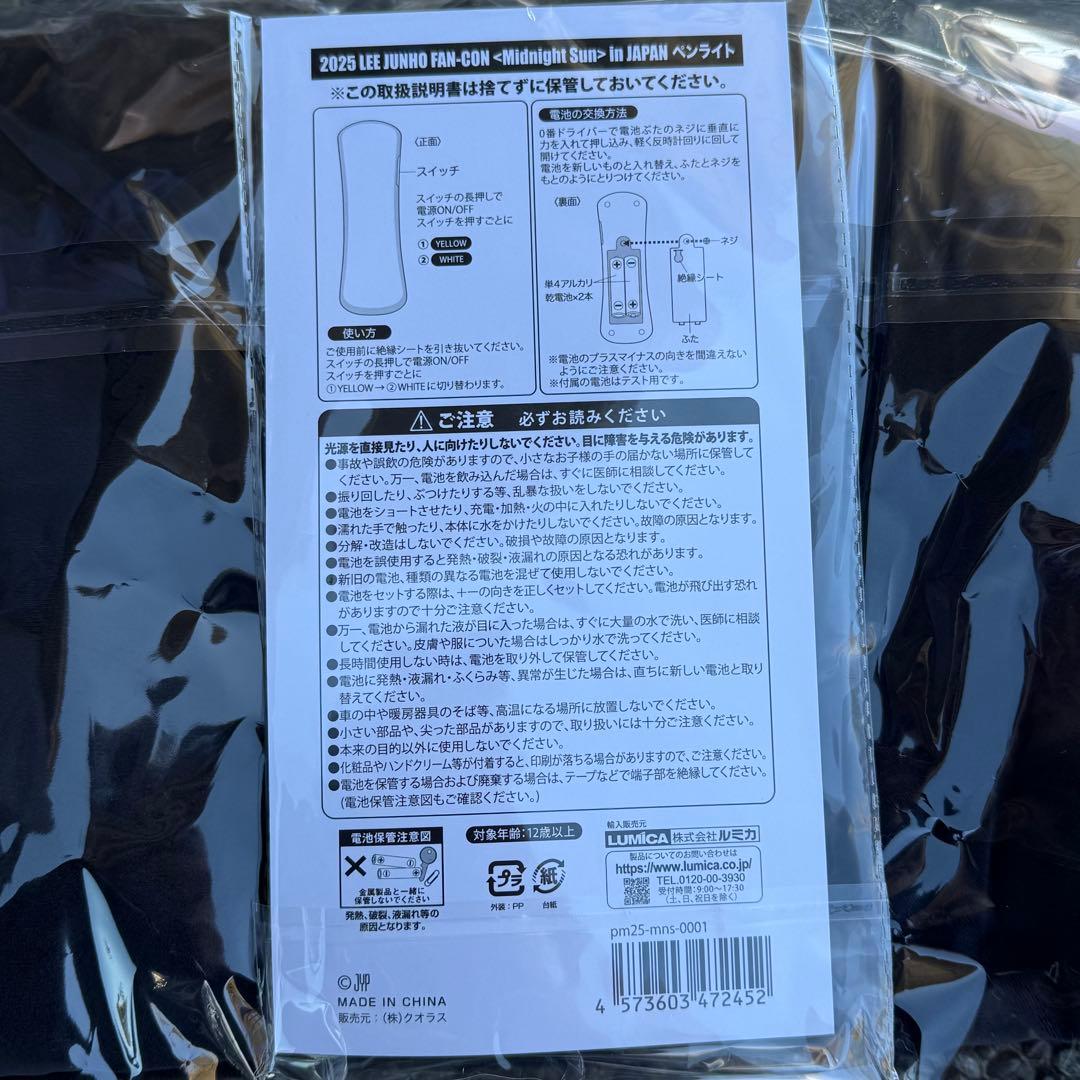 2025 LEE JUNHO FAN-CON <Midnight Sun> in JAPAN ペンライト
※この取扱説明書は捨てずに保管しておいてください。
〈正面〉
スイッチ
スイッチの長押しで
電源ON/OFF
スイッチを押すごとに
① YELLOW
② WHITE
使い方
ご使用前に絶縁シートを引き抜いてください。
スイッチの長押しで電源ON/OFF
スイッチを押すごとに
①YELLOW→②WHITEに切り替わります。
電池の交換方法
0番ドライバーで電池ぶたのネジに垂直に
力を入れて押し込み、軽く反時計回りに回して
開けてください。
電池を新しいものと入れ替え、ふたとネジを
もとのようにとりつけてください。
〈裏面〉
ネジ
絶縁シート
単4アルカリ
乾電池×2本
ふた
※電池のプラスマイナスの向きを間違えない
ようにご注意ください。
※付属の電池はテスト用です。
ご注意 必ずお読みください
光源を直接見たり、人に向けたりしないでください。目に障害を与える危険があります。
●事故や誤飲の危険がありますので、小さなお子様の手の届かない場所に保管して
ください。万一、電池を飲み込んだ場合は、すぐに医師に相談してください。
●振り回したり、ぶつけたりする等、乱暴な扱いをしないでください。
●電池をショートさせたり、充電・加熱・火の中に入れたりしないでください。
●濡れた手で触ったり、本体に水をかけたりしないでください。故障の原因となります。
●分解・改造はしないでください。破損や故障の原因となります。
●電池を誤使用すると発熱・破裂・液漏れの原因となる恐れがあります。
●新旧の電池、種類の異なる電池を混ぜて使用しないでください。
●電池をセットする際は、+-の向きを正しくセットしてください。電池が飛び出す恐れ
がありますので十分ご注意ください。
●万一、電池から漏れた液が目に入った場合は、すぐに大量の水で洗い、医師に相談
してください。皮膚や服についた場合はしっかり水で洗ってください。
●長時間使用しない時は、電池を取り外して保管してください。
●電池に発熱・液漏れ・ふくらみ等、異常が生じた場合は、直ちに新しい電池と取り
替えてください。
●車の中や暖房器具のそば等、高温になる場所に放置しないでください。
●小さい部品や、尖った部品がありますので、取り扱いには十分ご注意ください。
●本来の目的以外に使用しないでください。
●化粧品やハンドクリーム等が付着すると、印刷が落ちる場合がありますので、ご注意ください。
●電池を保管する場合および廃棄する場合は、テープなどで端子部を絶縁してください。
(電池保管注意図もご確認ください。)
電池保管注意図
金属製品と一緒に
保管しないでください
発熱、破裂、液漏れ等の
原因となります。
対象年齢:12歳以上
プラ 紙
外装:PP 台紙
輸入販売元
LUMICA 株式会社ルミカ
製品についてのお問い合わせは
https://www.lumica.co.jp/
TEL.0120-00-3930
受付時間:9:00~17:30
(土、日、祝日を除く)
pm25-mns-0001
4 573603 472452
© JYP
MADE IN CHINA
販売元:(株)クオラス